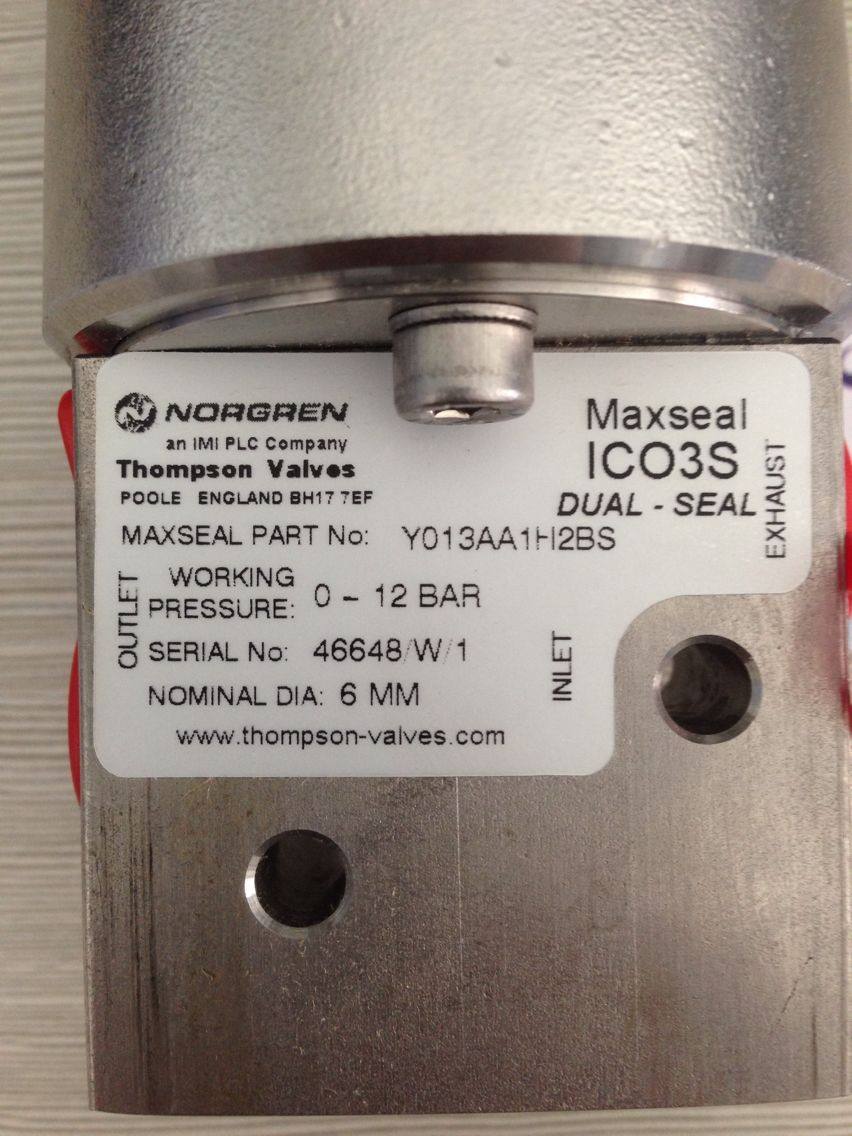 NORGREN
an IMI PLC Company
Thompson Valves
POOLE ENGLAND BH17 7EF
Maxseal
ICO3S
DUAL - SEAL
EXHAUST
MAXSEAL PART No: Y013AA1H2BS
OUTLET
WORKING
PRESSURE: 0 - 12 BAR
SERIAL No: 46648/W/1
INLET
NOMINAL DIA: 6 MM
www.thompson-valves.com